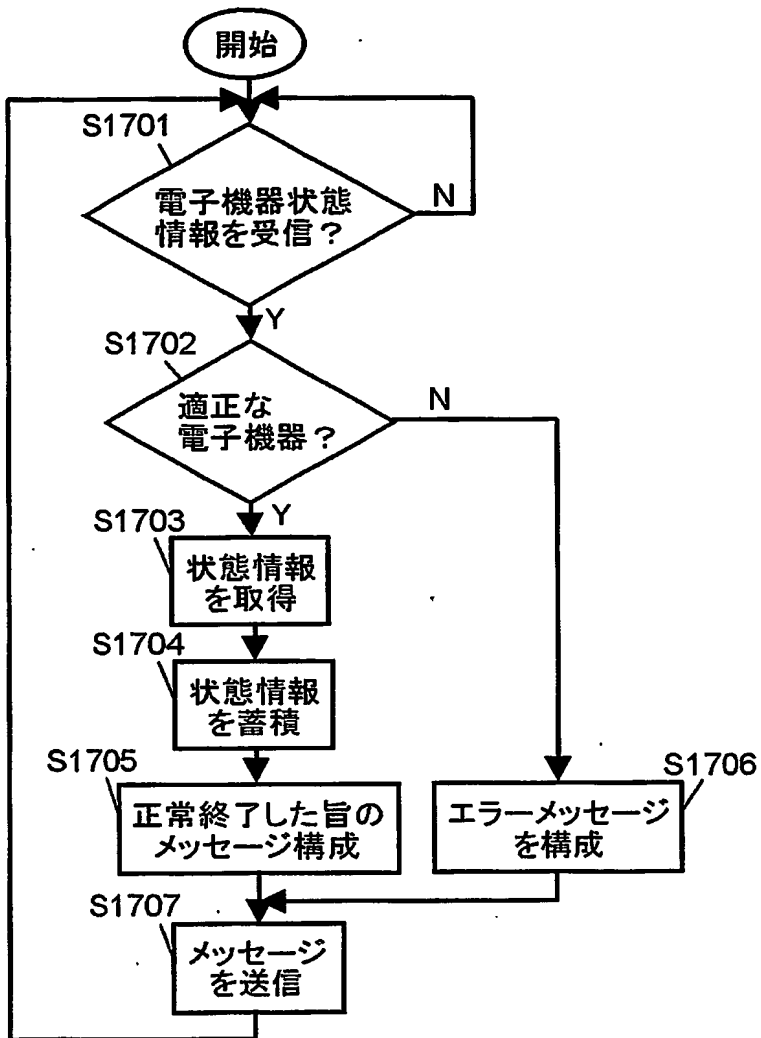 開始
S1701
電子機器状態
情報を受信?
N
Y
S1702
適正な
電子機器?
N
Y
S1703
状態情報
を取得
S1704
状態情報
を蓄積
S1705
正常終了した旨の
メッセージ構成
S1706
エラーメッセージ
を構成
S1707
メッセージ
を送信